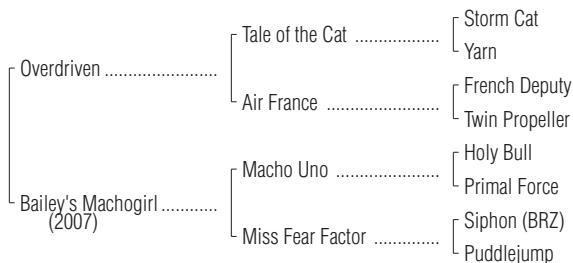 Storm Cat
Tale of the Cat ..................
Yarn
Overdriven ........................
French Deputy
Air France ........................
Twin Propeller
Holy Bull
Macho Uno ......................
Primal Force
Bailey's Machogirl ............
(2007)
Siphon (BRZ)
Miss Fear Factor ..............
Puddlejump